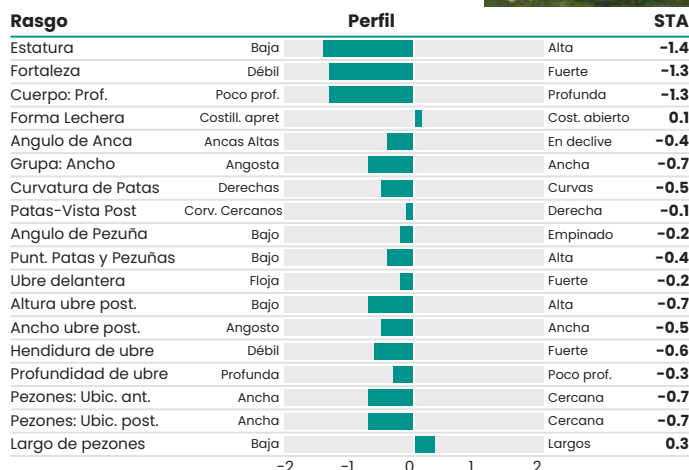 Rasgo Perfil STA
Estatura Baja Alta -1.4
Fortaleza Débil Fuerte -1.3
Cuerpo: Prof. Poco prof. Profunda -1.3
Forma Lechera Costill. apret Cost. abierto 0.1
Angulo de Anca Ancas Altas En declive -0.4
Grupa: Ancho Angosta Ancha -0.7
Curvatura de Patas Derechas Curvas -0.5
Patas-Vista Post Corv. Cercanos Derecha -0.1
Angulo de Pezuña Bajo Empinado -0.2
Punt. Patas y Pezuñas Bajo Alta -0.4
Ubre delantera Floja Fuerte -0.2
Altura ubre post. Bajo Alta -0.7
Ancho ubre post. Angosto Ancha -0.5
Hendidura de ubre Débil Fuerte -0.6
Profundidad de ubre Profunda Poco prof. -0.3
Pezones: Ubic. ant. Ancha Cercana -0.7
Pezones: Ubic. post. Ancha Cercana -0.7
Largo de pezones Baja Largos 0.3
-2 -1 0 1 2